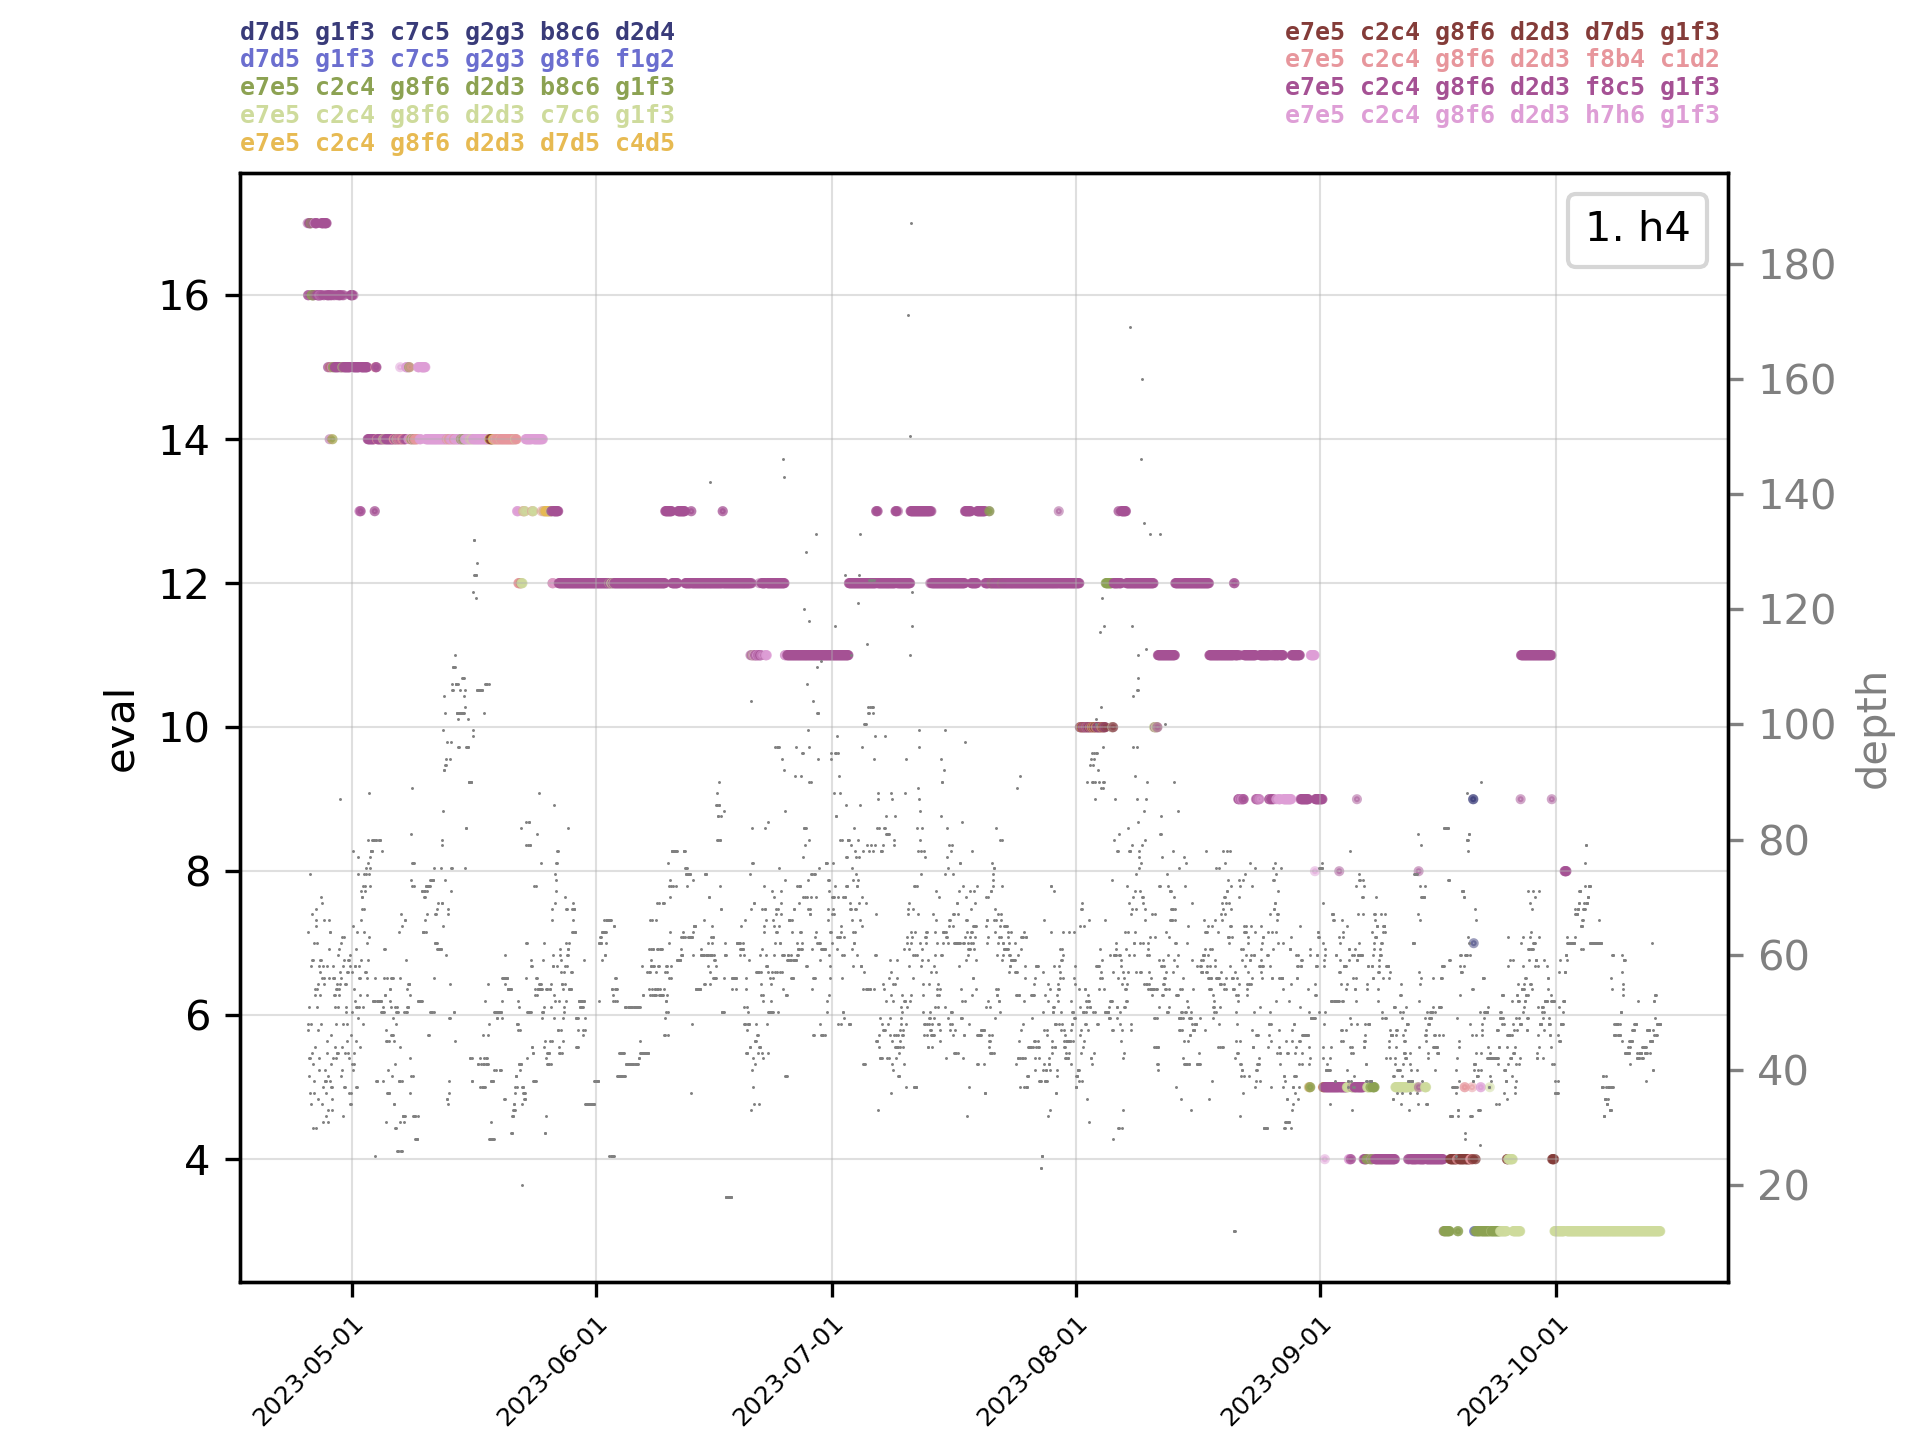 d7d5 g1f3 c7c5 g2g3 b8c6 d2d4
d7d5 g1f3 c7c5 g2g3 g8f6 f1g2
e7e5 c2c4 g8f6 d2d3 b8c6 g1f3
e7e5 c2c4 g8f6 d2d3 c7c6 g1f3
e7e5 c2c4 g8f6 d2d3 d7d5 c4d5
e7e5 c2c4 g8f6 d2d3 d7d5 g1f3
e7e5 c2c4 g8f6 d2d3 f8b4 c1d2
e7e5 c2c4 g8f6 d2d3 f8c5 g1f3
e7e5 c2c4 g8f6 d2d3 h7h6 g1f3
1. h4
eval
16
14
12
10
8
6
4
depth
180
160
140
120
100
80
60
40
20
2023-05-01
2023-06-01
2023-07-01
2023-08-01
2023-09-01
2023-10-01